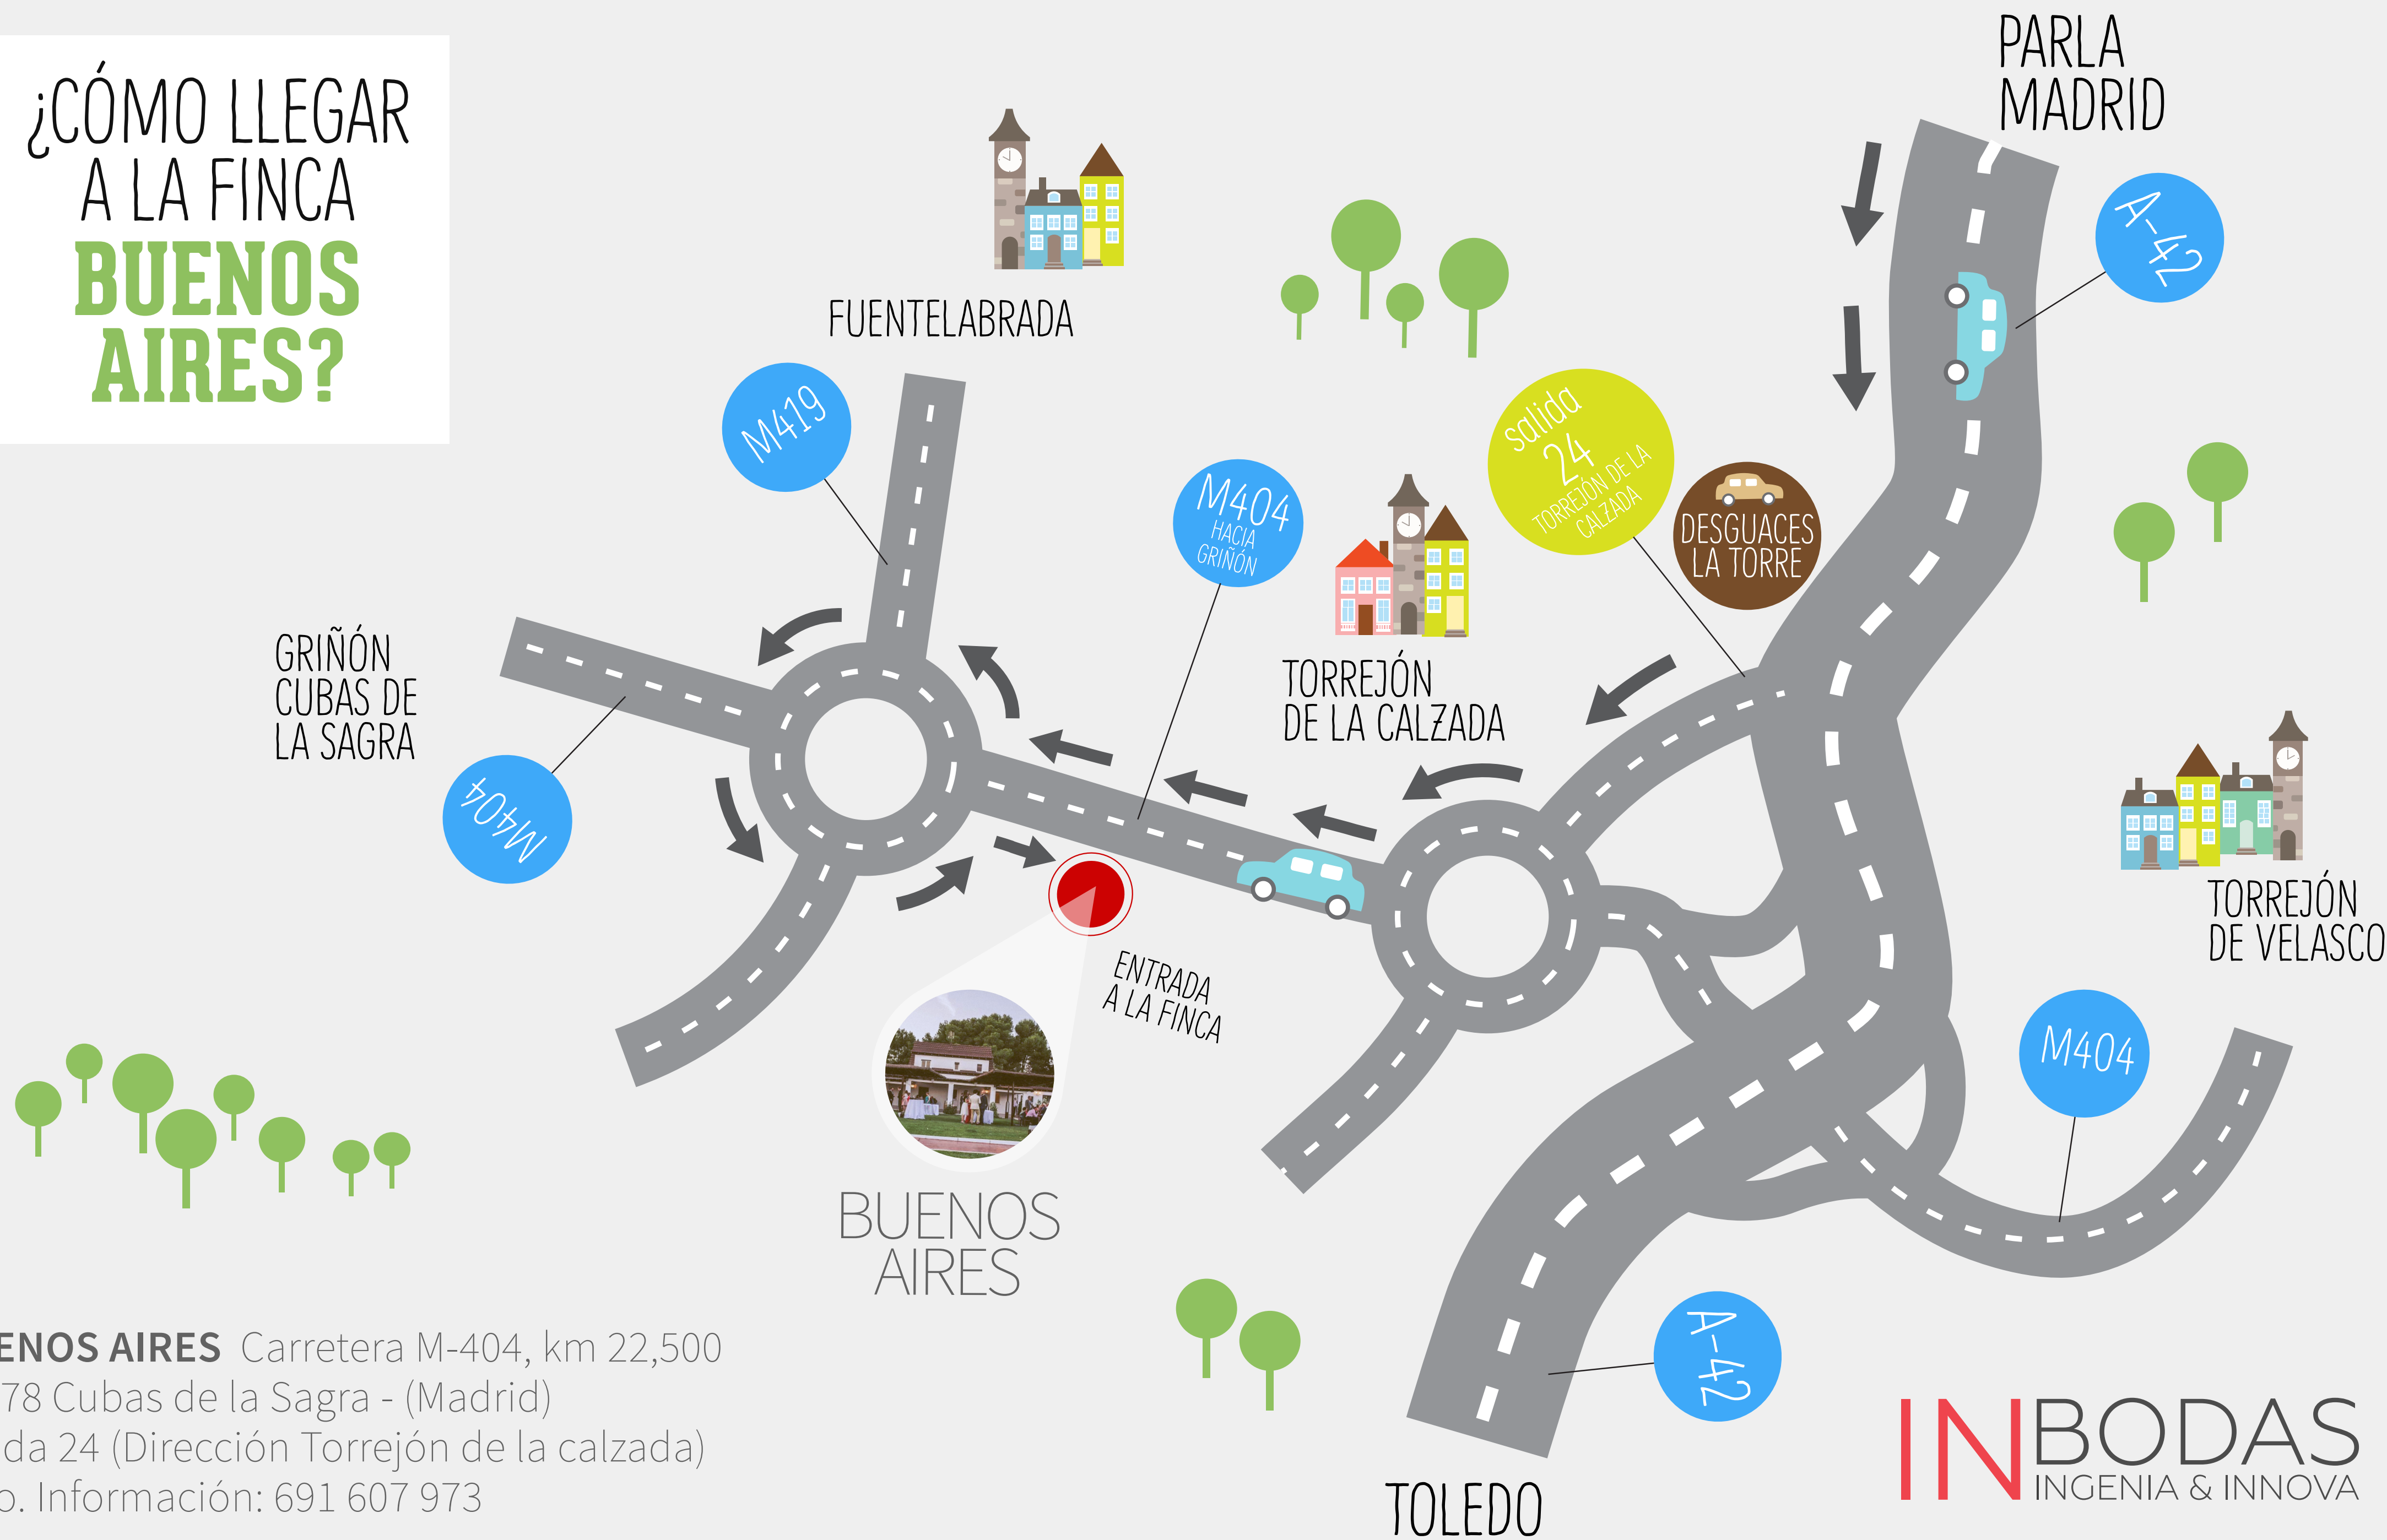 ¿CÓMO LLEGAR
A LA FINCA
BUENOS
AIRES?
PARLA
MADRID
A-42
FUENTELABRADA
M419
salida
24
TORREJÓN DE LA
CALZADA
DESGUACES
LA TORRE
M404
HACIA
GRIÑÓN
GRIÑÓN
CUBAS DE
LA SAGRA
M404
TORREJÓN
DE LA CALZADA
TORREJÓN
DE VELASCO
ENTRADA
A LA FINCA
M404
BUENOS
AIRES
A-42
TOLEDO
ENOS AIRES Carretera M-404, km 22,500
78 Cubas de la Sagra - (Madrid)
da 24 (Dirección Torrejón de la calzada)
o. Información: 691 607 973
INBODAS
INGENIA & INNOVA